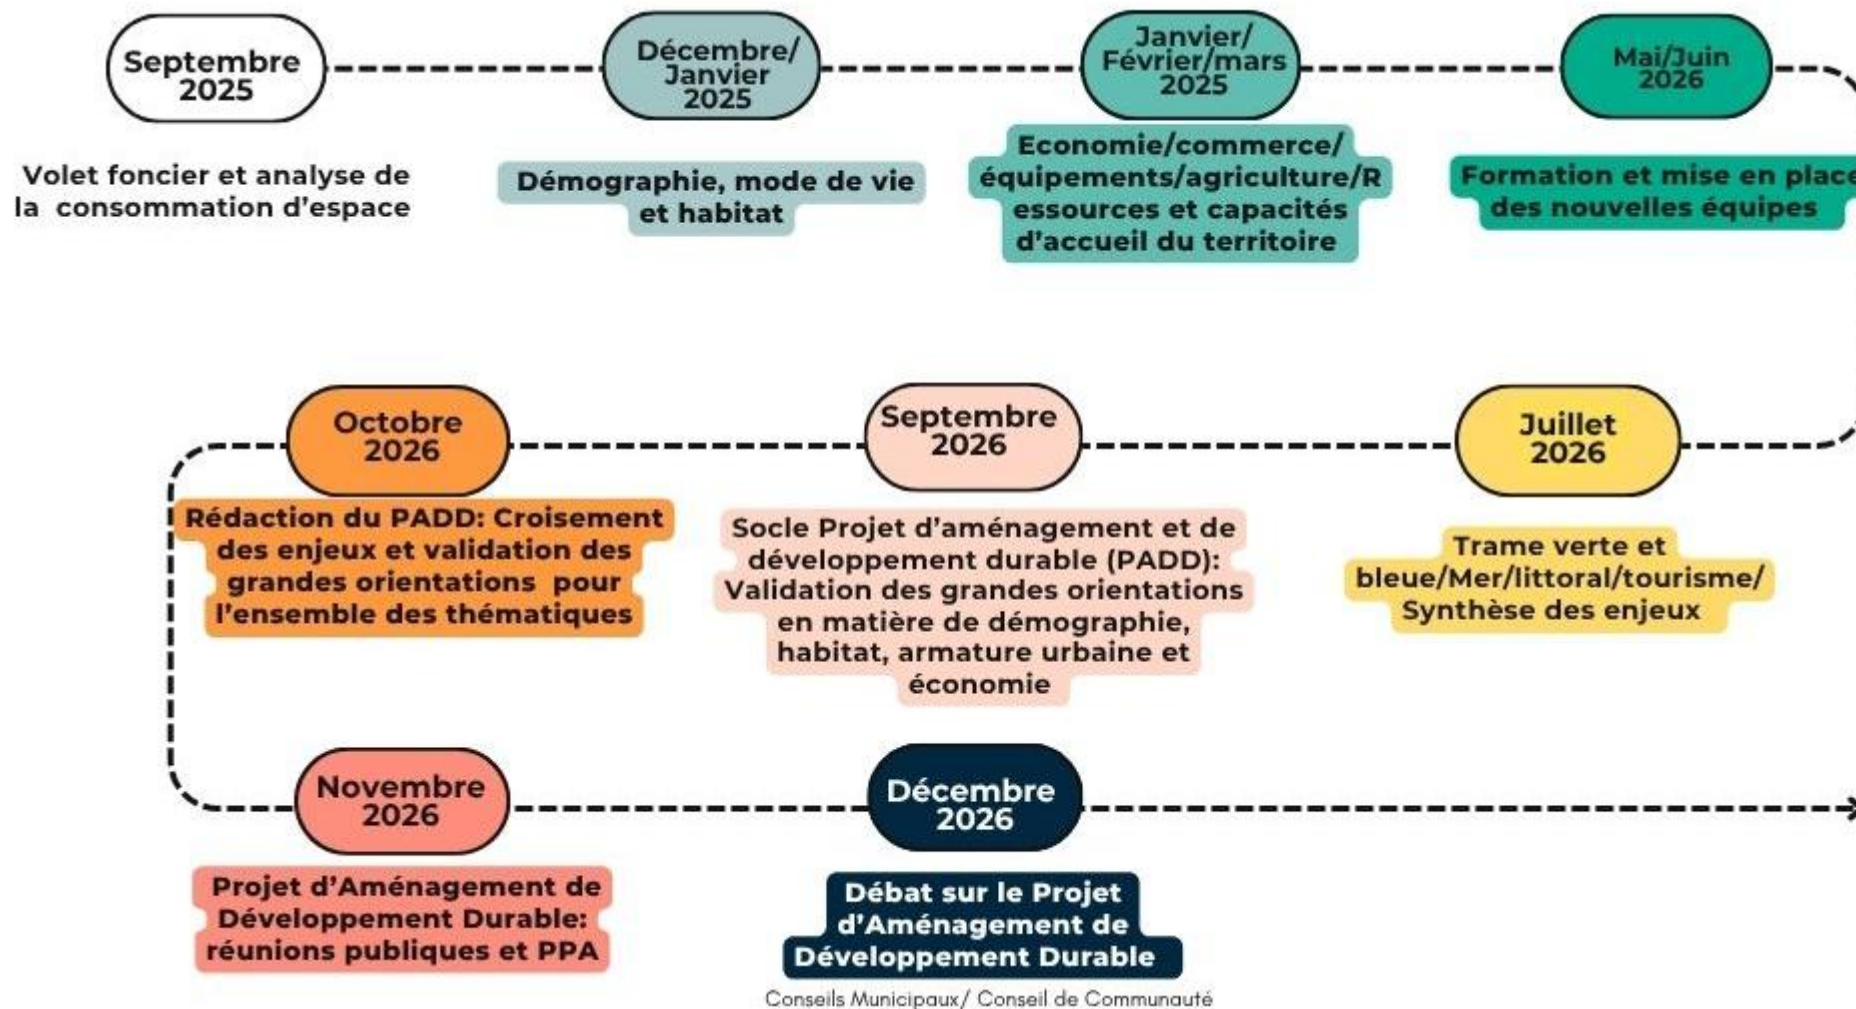 Septembre
2025
Volet foncier et analyse de
la consommation d'espace
Décembre/
Janvier
2025
Démographie, mode de vie
et habitat
Janvier/
Février/mars
2025
Economie/commerce/
équipements/agriculture/R
essources et capacités
d'accueil du territoire
Mai/Juin
2026
Formation et mise en place
des nouvelles équipes
Juillet
2026
Trame verte et
bleue/Mer/littoral/tourisme/
Synthèse des enjeux
Septembre
2026
Socle Projet d'aménagement et de
développement durable (PADD):
Validation des grandes orientations
en matière de démographie,
habitat, armature urbaine et
économie
Octobre
2026
Rédaction du PADD: Croisement
des enjeux et validation des
grandes orientations pour
l'ensemble des thématiques
Novembre
2026
Projet d'Aménagement de
Développement Durable:
réunions publiques et PPA
Décembre
2026
Débat sur le Projet
d'Aménagement de
Développement Durable
Conseils Municipaux/ Conseil de Communauté